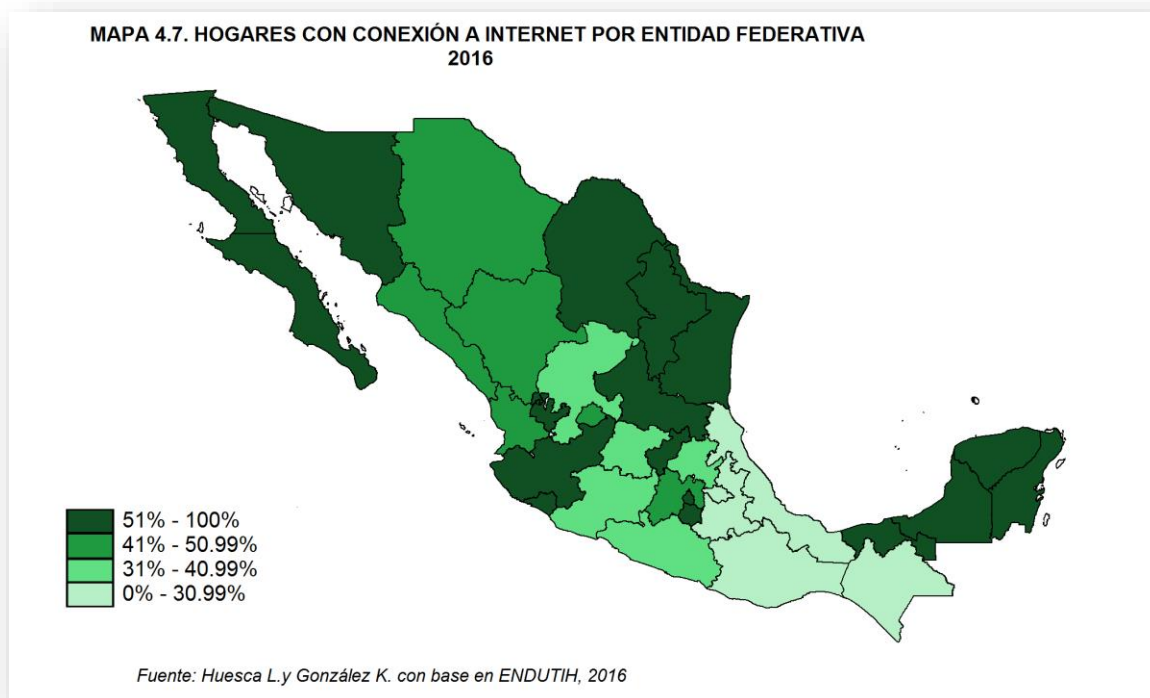 MAPA 4.7. HOGARES CON CONEXIÓN A INTERNET POR ENTIDAD FEDERATIVA
2016
51% - 100%
41% - 50.99%
31% - 40.99%
0% - 30.99%
Fuente: Huesca L.y González K. con base en ENDUTIH, 2016